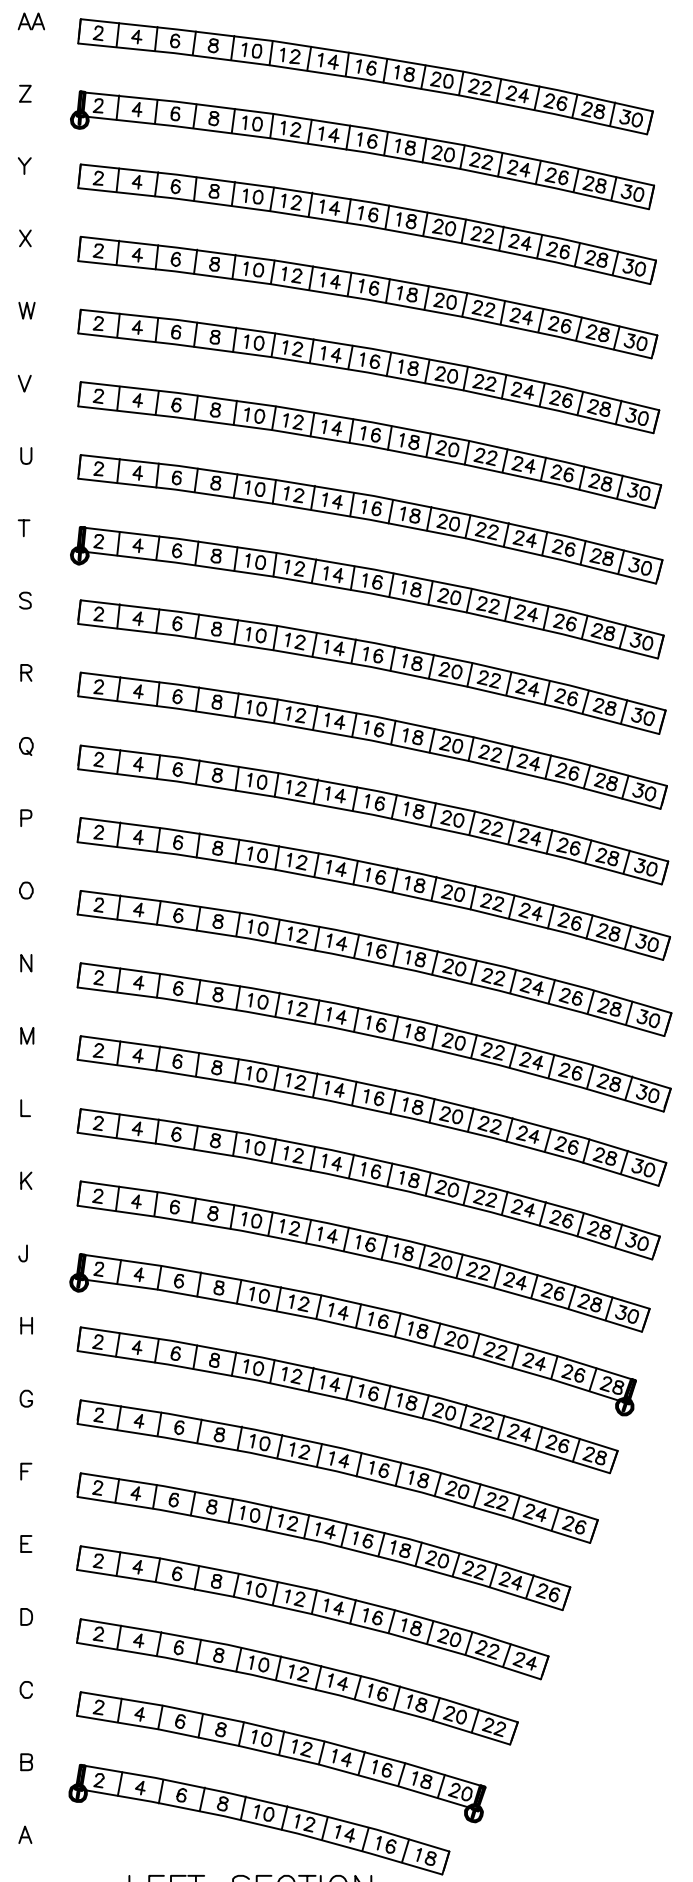 AA 2 4 6 8 10 12 14 16 18 20 22 24 26 28 30
Z 2 4 6 8 10 12 14 16 18 20 22 24 26 28 30
Y 2 4 6 8 10 12 14 16 18 20 22 24 26 28 30
X 2 4 6 8 10 12 14 16 18 20 22 24 26 28 30
W 2 4 6 8 10 12 14 16 18 20 22 24 26 28 30
V 2 4 6 8 10 12 14 16 18 20 22 24 26 28 30
U 2 4 6 8 10 12 14 16 18 20 22 24 26 28 30
T 2 4 6 8 10 12 14 16 18 20 22 24 26 28 30
S 2 4 6 8 10 12 14 16 18 20 22 24 26 28 30
R 2 4 6 8 10 12 14 16 18 20 22 24 26 28 30
Q 2 4 6 8 10 12 14 16 18 20 22 24 26 28 30
P 2 4 6 8 10 12 14 16 18 20 22 24 26 28 30
O 2 4 6 8 10 12 14 16 18 20 22 24 26 28 30
N 2 4 6 8 10 12 14 16 18 20 22 24 26 28 30
M 2 4 6 8 10 12 14 16 18 20 22 24 26 28 30
L 2 4 6 8 10 12 14 16 18 20 22 24 26 28 30
K 2 4 6 8 10 12 14 16 18 20 22 24 26 28 30
J 2 4 6 8 10 12 14 16 18 20 22 24 26 28
H 2 4 6 8 10 12 14 16 18 20 22 24 26 28
G 2 4 6 8 10 12 14 16 18 20 22 24 26
F 2 4 6 8 10 12 14 16 18 20 22 24 26
E 2 4 6 8 10 12 14 16 18 20 22 24
D 2 4 6 8 10 12 14 16 18 20 22
C 2 4 6 8 10 12 14 16 18 20
B 2 4 6 8 10 12 14 16 18
A
LEFT SECTION